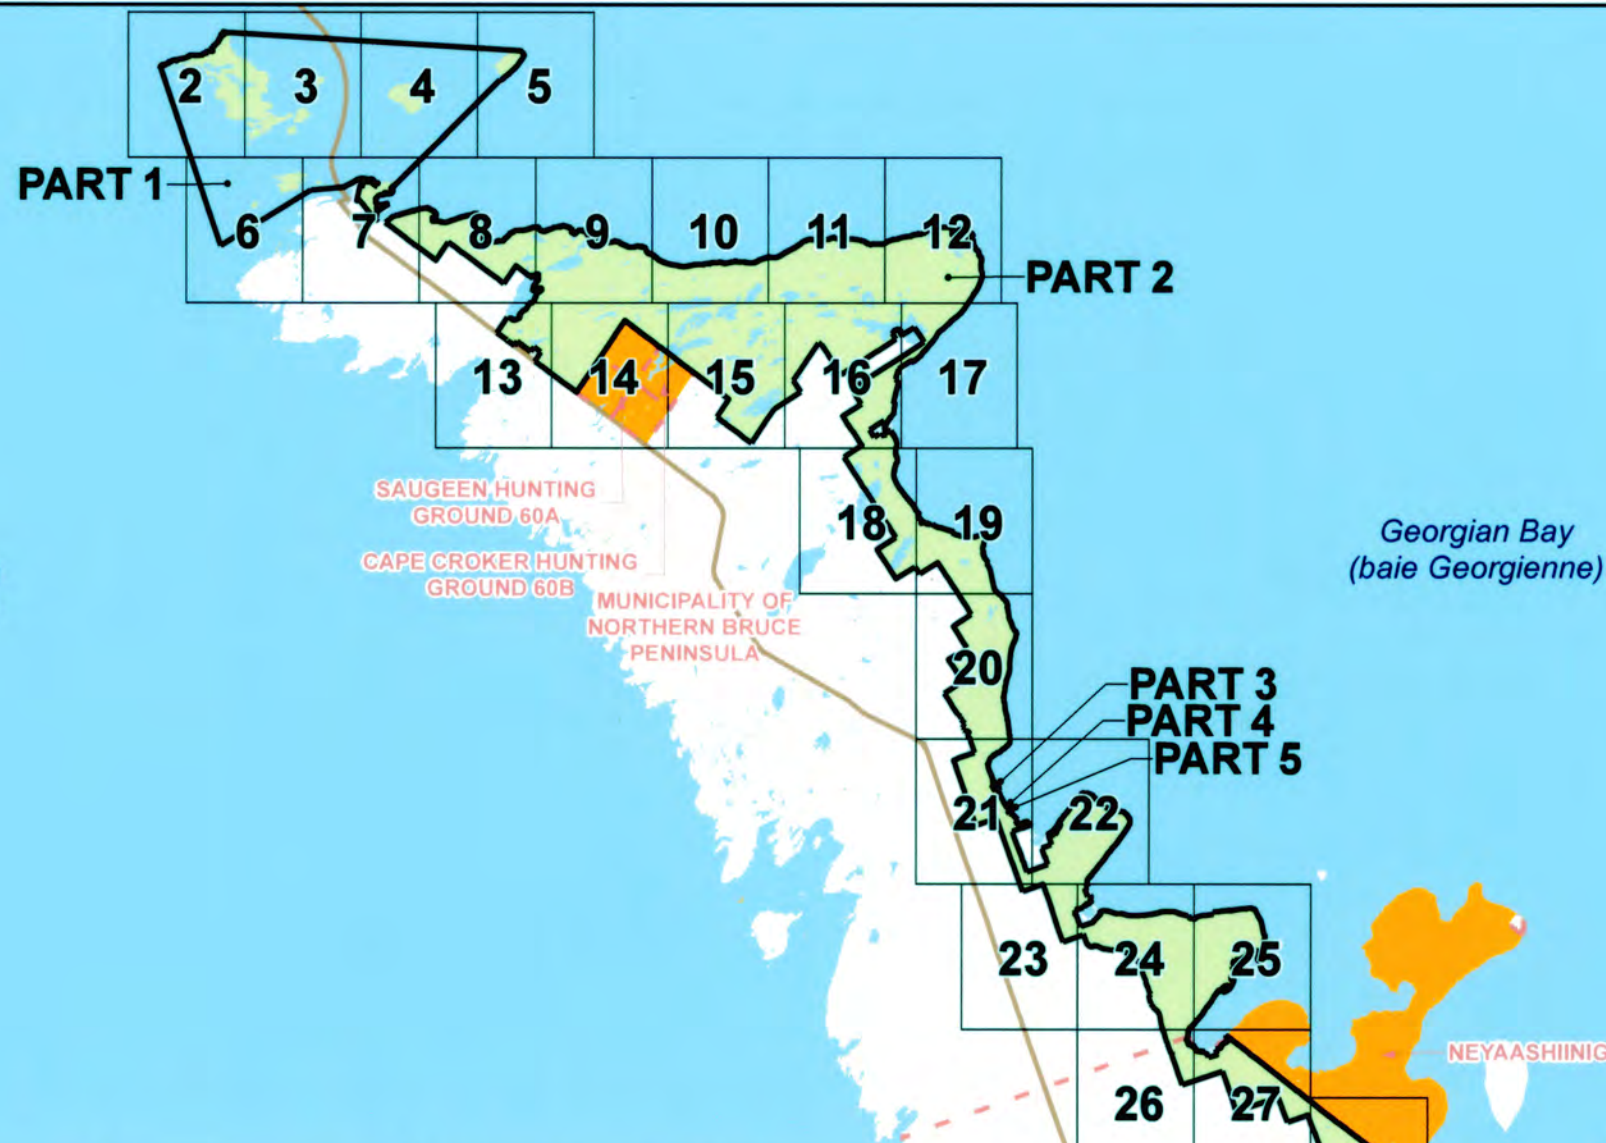 2 3 4 5
PART 1
6 7 8 9 10 11 12
PART 2
13 14 15 16 17
SAUGEEN HUNTING
GROUND 60A
18 19
Georgian Bay
(baie Georgienne)
CAPE CROKER HUNTING
GROUND 60B
MUNICIPALITY OF
NORTHERN BRUCE
PENINSULA
20
PART 3
PART 4
PART 5
21 22
23 24 25
NEYAASHIINIG
26 27